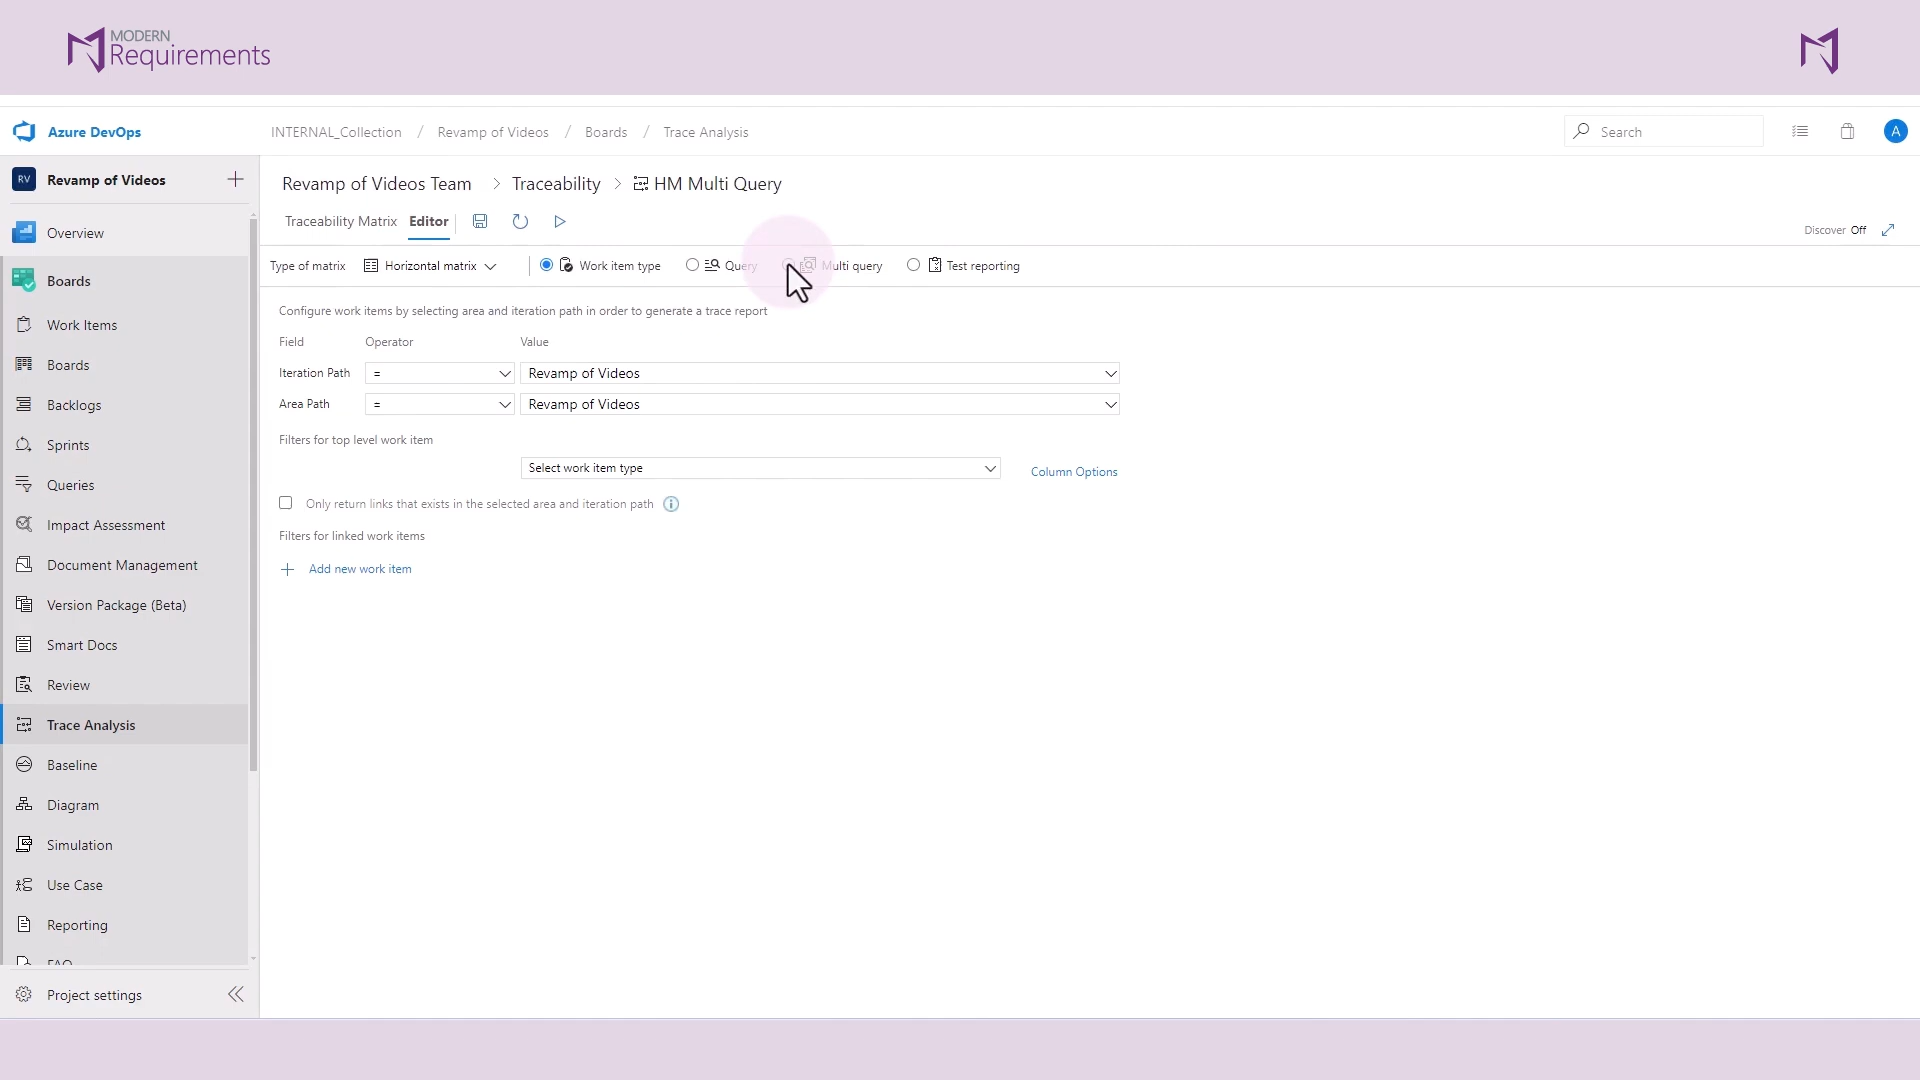 MODERN
Requirements
Azure DevOps
INTERNAL_Collection / Revamp of Videos / Boards / Trace Analysis
Search
A
RV Revamp of Videos
Revamp of Videos Team > Traceability > HM Multi Query
Traceability Matrix Editor
Discover Off
Type of matrix Horizontal matrix Work item type Query Multi query Test reporting
Configure work items by selecting area and iteration path in order to generate a trace report
Field Operator Value
Iteration Path = Revamp of Videos
Area Path = Revamp of Videos
Filters for top level work item
Select work item type Column Options
Only return links that exists in the selected area and iteration path
Filters for linked work items
Add new work item
Overview
Boards
Work Items
Boards
Backlogs
Sprints
Queries
Impact Assessment
Document Management
Version Package (Beta)
Smart Docs
Review
Trace Analysis
Baseline
Diagram
Simulation
Use Case
Reporting
FAQ
Project settings